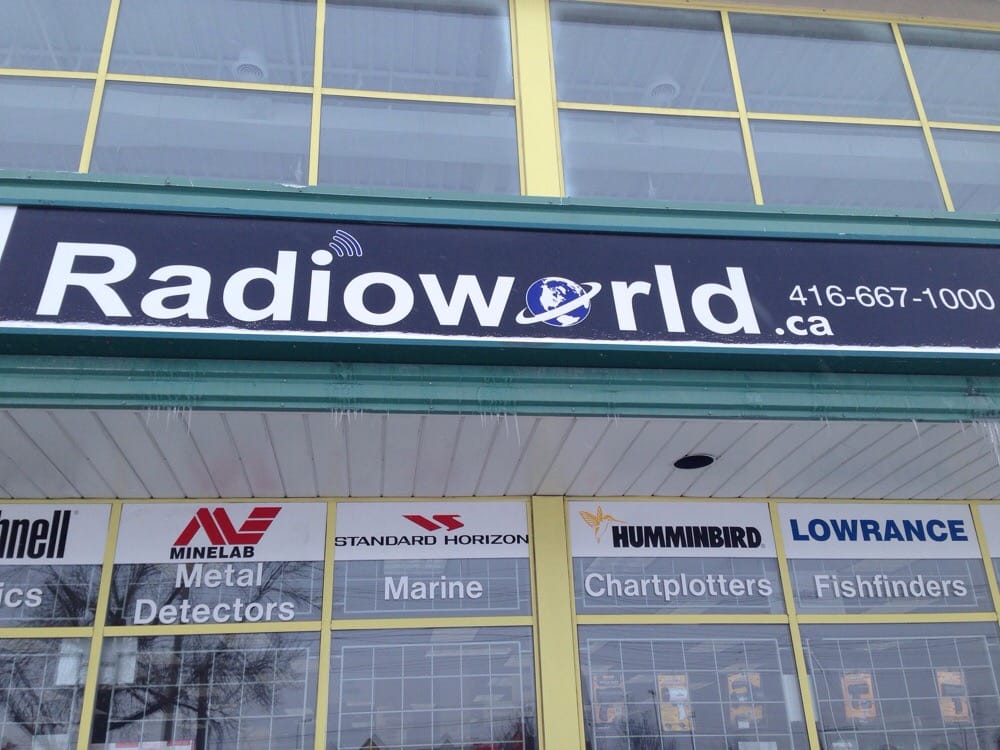 Radioworld.ca 416-667-1000
hnell
ics
MINELAB
Metal
Detectors
STANDARD HORIZON
Marine
HUMMINBIRD
Chartplotters
LOWRANCE
Fishfinders